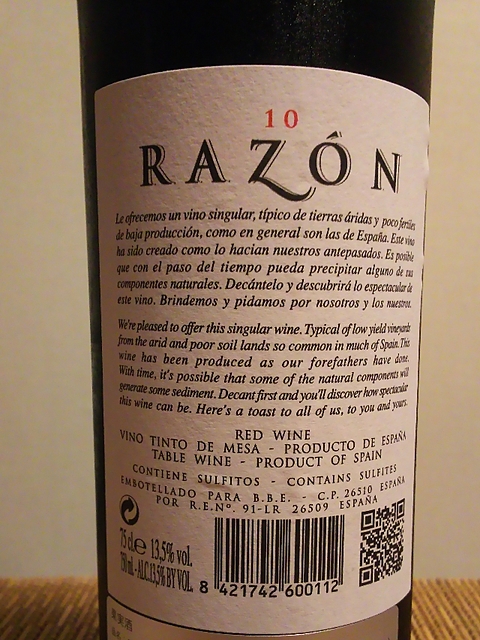 10
RAZÓN
Le ofrecemos un vino singular, típico de tierras áridas y poco fertiles
de baja producción, como en general son las de España. Este vino
ha sido creado como lo hacian nuestros antepasados. Es posible
que con el paso del tiempo pueda precipitar alguno de sus
componentes naturales. Decántelo y descubrirá lo espectacular de
este vino. Brindemos y pidamos por nosotros y los nuestros.
We're pleased to offer this singular wine. Typical of low yield vineyards
from the arid and poor soil lands so common in much of Spain. This
wine has been produced as our forefathers have done.
With time, it's possible that some of the natural components will
generate some sediment. Decant first and you'll discover how spectacular
this wine can be. Here's a toast to all of us, to you and yours.
RED WINE
VINO TINTO DE MESA - PRODUCTO DE ESPAÑA
TABLE WINE - PRODUCT OF SPAIN
CONTIENE SULFITOS - CONTAINS SULFITES
EMBOTELLADO PARA B.B.E. - C.P. 26510 ESPAÑA
POR R.E.Nº. 91-LR 26509 ESPAÑA
75 cl e 13,5% vol.
750 ml - ALC. 13,5% BY VOL.
8 421742 600112
果実酒